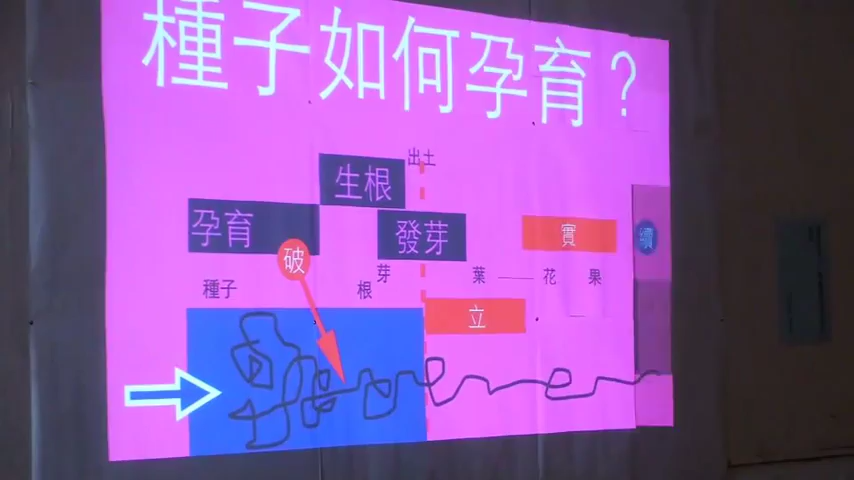 種子如何孕育？
出土
生根
孕育
發芽
實
續
破
芽
葉
花
果
種子
根
立